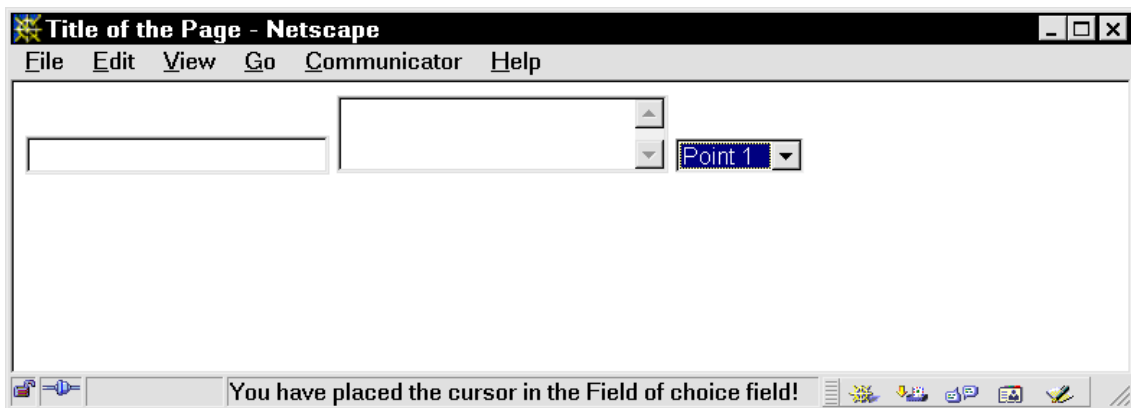 Title of the Page - Netscape
File Edit View Go Communicator Help
Point 1
You have placed the cursor in the Field of choice field!